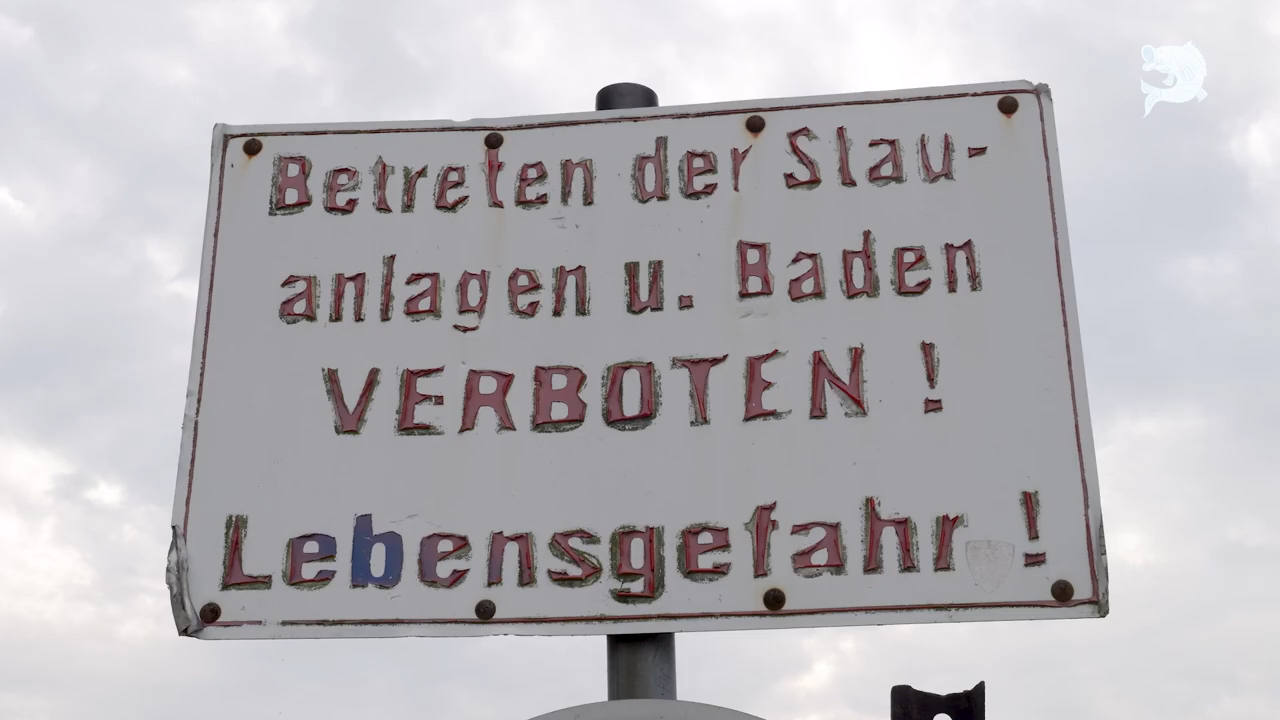 Betreten der Stau-
anlagen u. Baden
VERBOTEN !
Lebensgefahr !